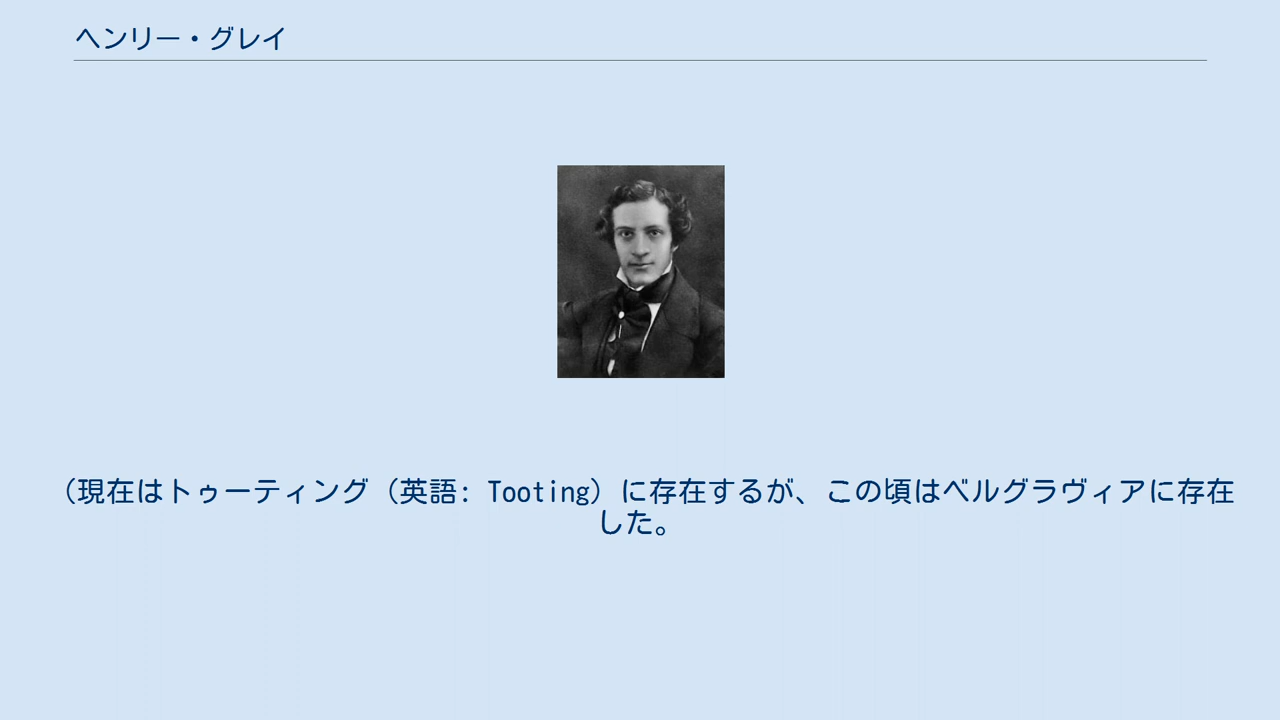 ヘンリー・グレイ
（現在はトゥーティング（英語: Tooting）に存在するが、この頃はベルグラヴィアに存在
した。